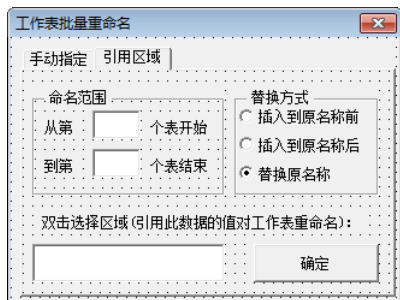 工作表批量重命名
手动指定 引用区域
命名范围 替换方式
从第 个表开始 插入到原名称前
插入到原名称后
到第 个表结束 替换原名称
双击选择区域(引用此数据的值对工作表重命名):
确定